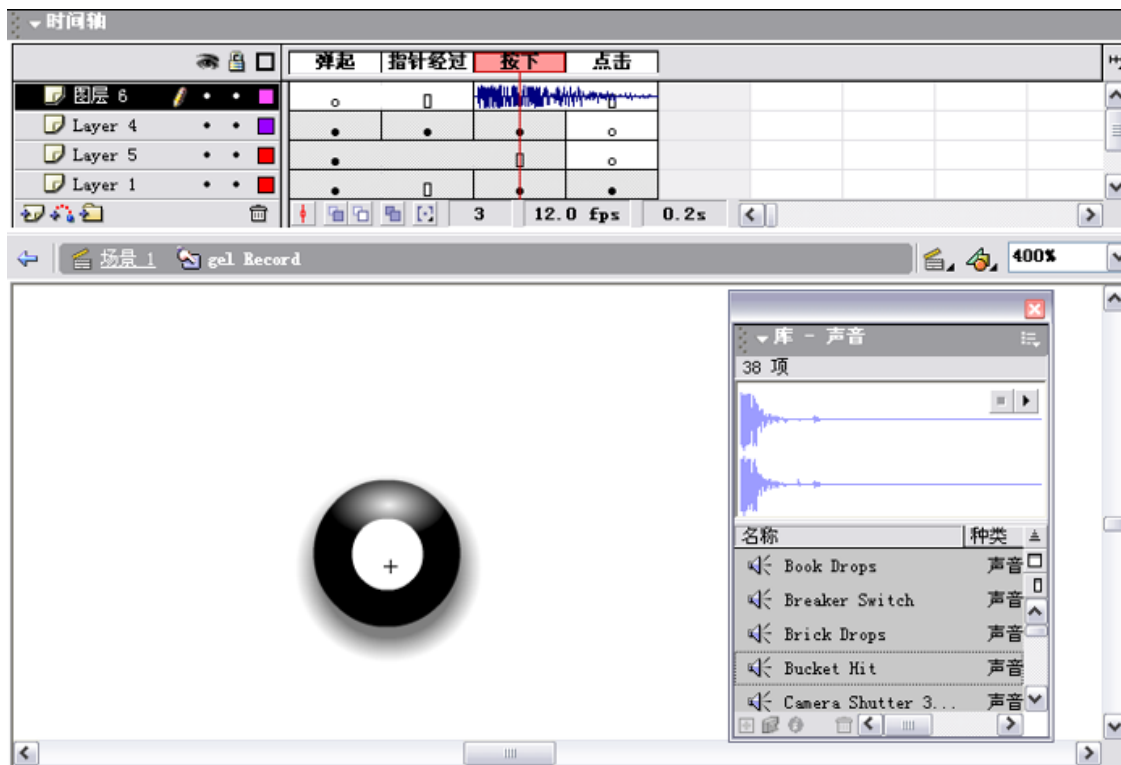 时间轴
弹起 指针经过 按下 点击
图层 6
Layer 4
Layer 5
Layer 1
3 12.0 fps 0.2s
场景 1 gel Record 400%
库 - 声音
38 项
名称 种类
Book Drops 声音
Breaker Switch 声音
Brick Drops 声音
Bucket Hit 声音
Camera Shutter 3... 声音